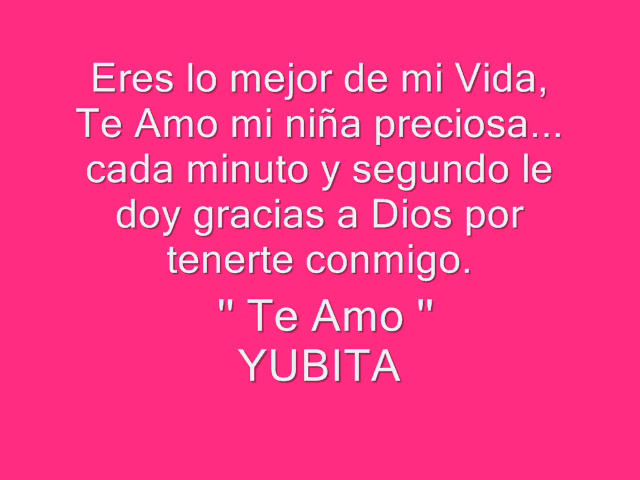 Eres lo mejor de mi Vida,
Te Amo mi niña preciosa...
cada minuto y segundo le
doy gracias a Dios por
tenerte conmigo.
" Te Amo "
YUBITA